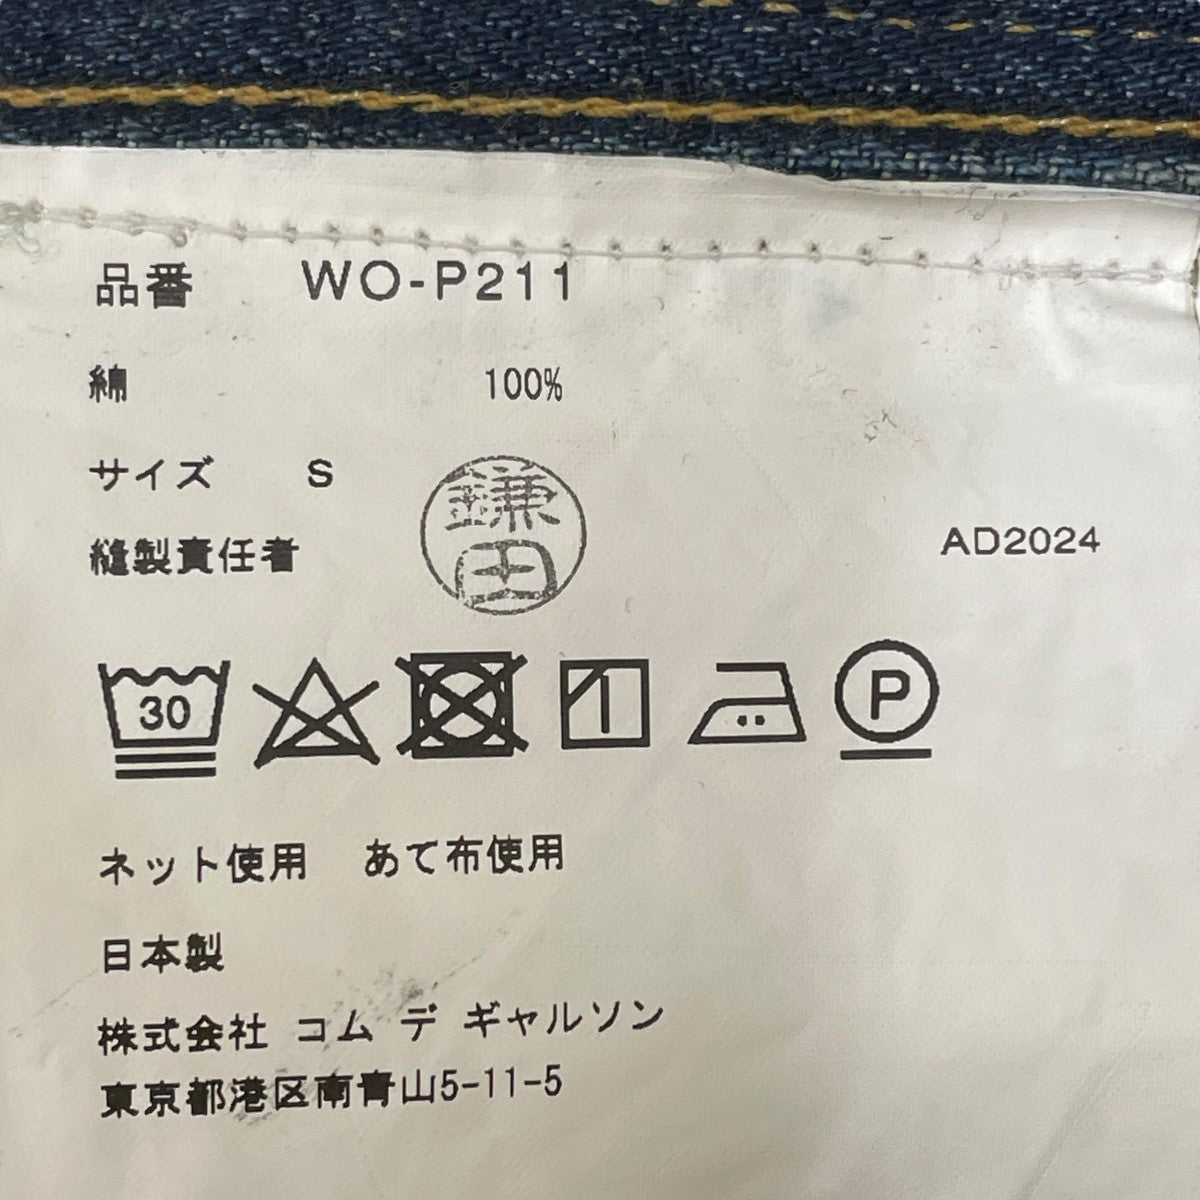 品番 WO-P211
綿 100%
サイズ S
縫製責任者 鎌田 AD2024
30 P
ネット使用 あて布使用
日本製
株式会社 コム デ ギャルソン
東京都港区南青山5-11-5